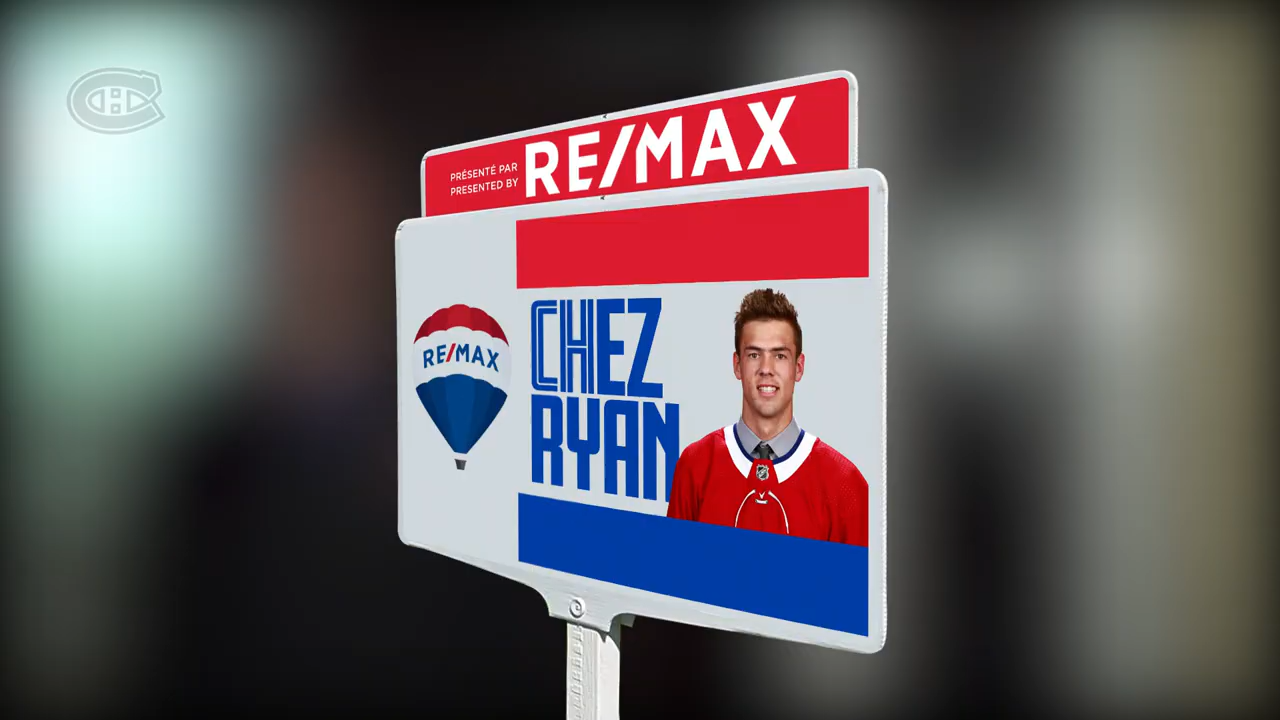 PRÉSENTÉ PAR
PRESENTED BY
RE/MAX
RE/MAX
CHEZ
RYAN